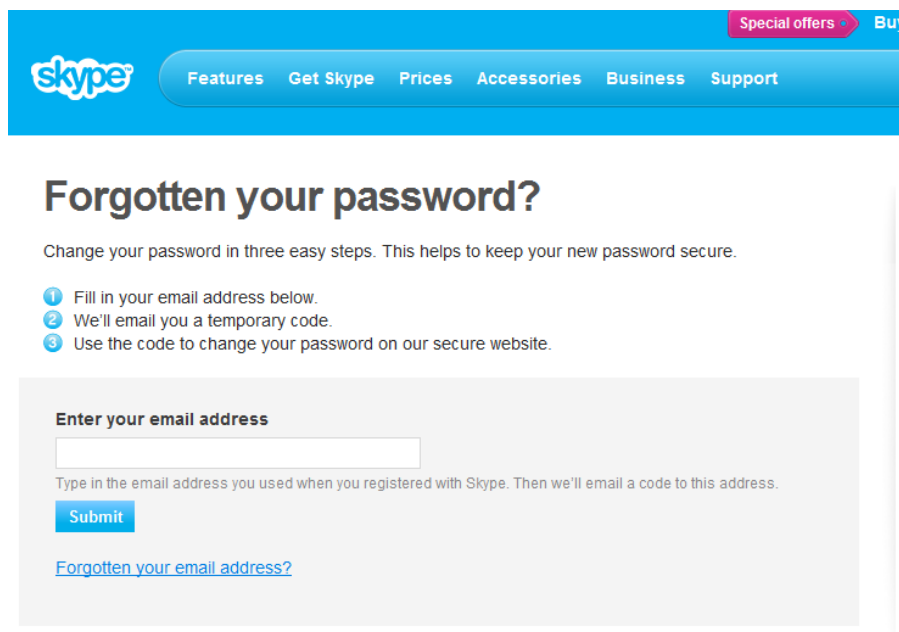 Special offers
Buy
skype
Features Get Skype Prices Accessories Business Support
Forgotten your password?
Change your password in three easy steps. This helps to keep your new password secure.
1 Fill in your email address below.
2 We'll email you a temporary code.
3 Use the code to change your password on our secure website.
Enter your email address
Type in the email address you used when you registered with Skype. Then we'll email a code to this address.
Submit
Forgotten your email address?